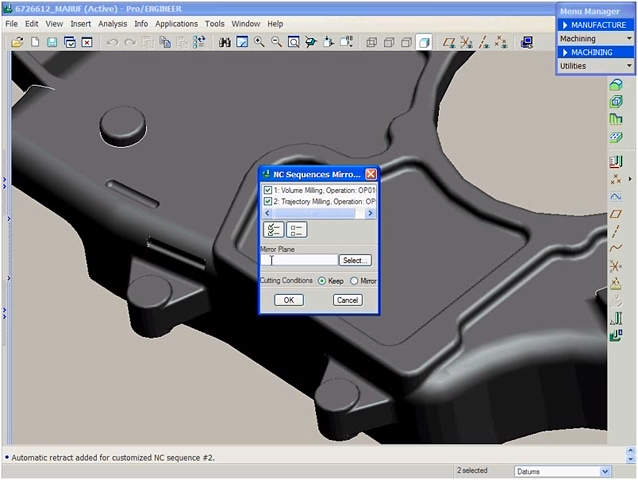 6726612_MANUF (Active) - Pro/ENGINEER
File Edit View Insert Analysis Info Applications Tools Window Help
Menu Manager
MANUFACTURE
Machining
MACHINING
Utilities
NC Sequences Mirro...
1: Volume Milling, Operation: OP01
2: Trajectory Milling, Operation: OP
Mirror Plane
Select...
Cutting Conditions Keep Mirror
OK Cancel
Automatic retract added for customized NC sequence #2.
2 selected Datums